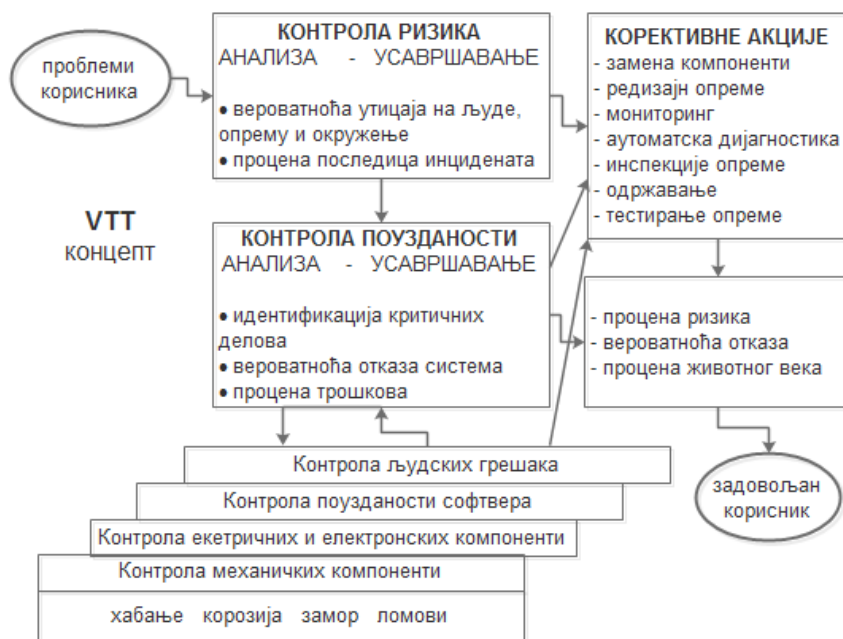 проблеми
корисника
КОНТРОЛА РИЗИКА
АНАЛИЗА - УСАВРШАВАЊЕ
● вероватноћа утицаја на људе,
опрему и окружење
● процена последица инцидената
КОРЕКТИВНЕ АКЦИЈЕ
- замена компоненти
- редизајн опреме
- мониторинг
- аутоматска дијагностика
- инспекције опреме
- одржавање
- тестирање опреме
VTT
концепт
КОНТРОЛА ПОУЗДАНОСТИ
АНАЛИЗА - УСАВРШАВАЊЕ
● идентификација критичних
делова
● вероватноћа отказа система
● процена трошкова
- процена ризика
- вероватноћа отказа
- процена животног века
Контрола људских грешака
Контрола поузданости софтвера
Контрола екетричних и електронских компоненти
Контрола механичких компоненти
хабање корозија замор ломови
задовољан
корисник